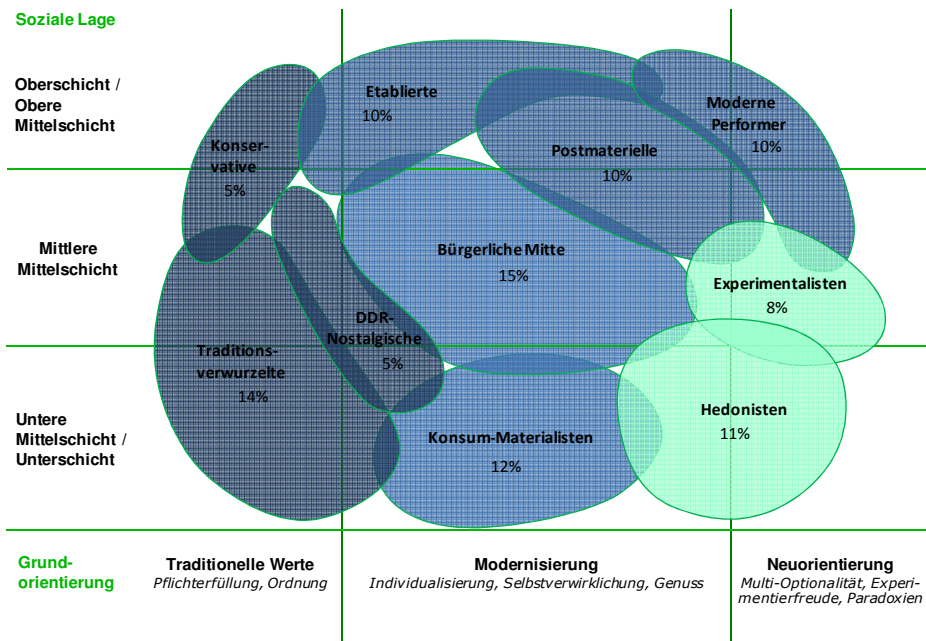 Soziale Lage
Oberschicht /
Obere
Mittelschicht
Etablierte
10%
Moderne
Performer
10%
Konser-
vative
5%
Postmaterielle
10%
Mittlere
Mittelschicht
Bürgerliche Mitte
15%
Experimentalisten
8%
DDR-
Nostalgische
5%
Traditions-
verwurzelte
14%
Untere
Mittelschicht /
Unterschicht
Konsum-Materialisten
12%
Hedonisten
11%
Grund-
orientierung
Traditionelle Werte
Pflichterfüllung, Ordnung
Modernisierung
Individualisierung, Selbstverwirklichung, Genuss
Neuorientierung
Multi-Optionalität, Experi-
mentierfreude, Paradoxien